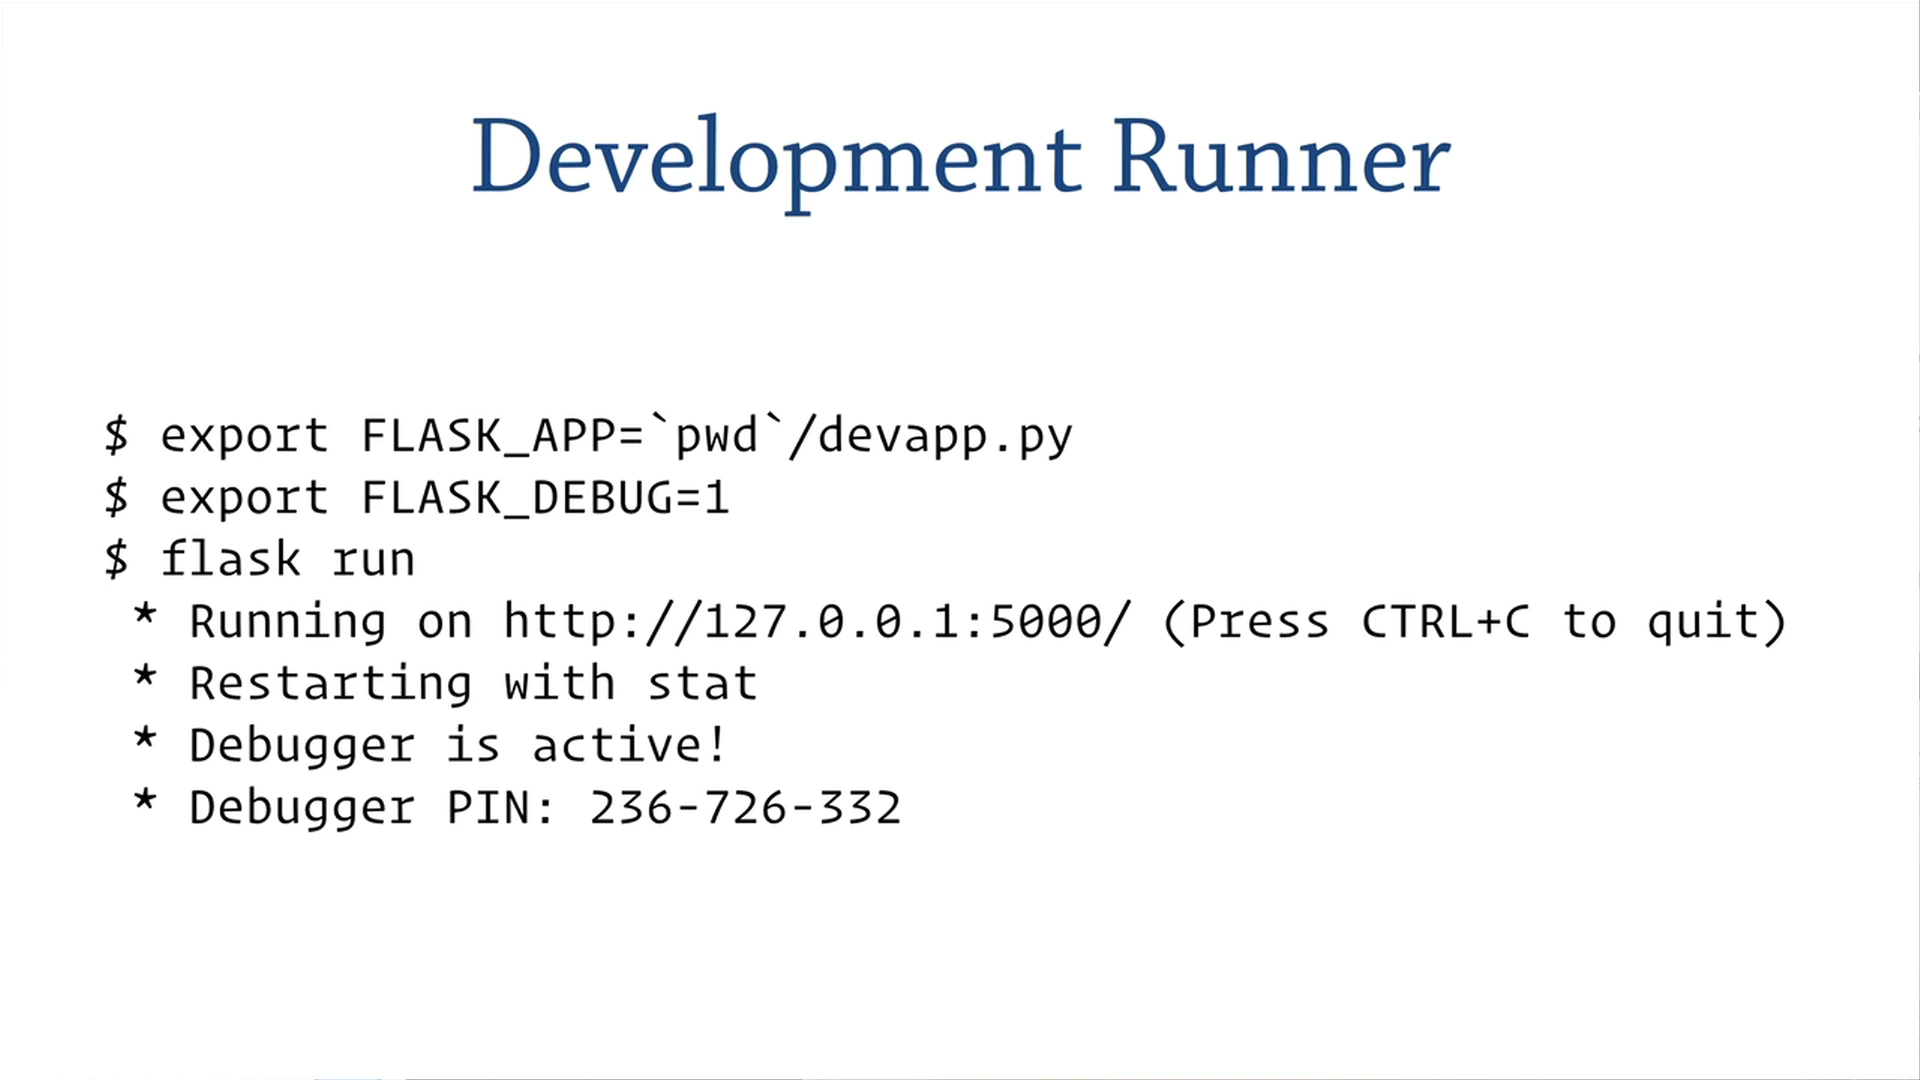 Development Runner
$ export FLASK_APP=`pwd`/devapp.py
$ export FLASK_DEBUG=1
$ flask run
* Running on http://127.0.0.1:5000/ (Press CTRL+C to quit)
* Restarting with stat
* Debugger is active!
* Debugger PIN: 236-726-332